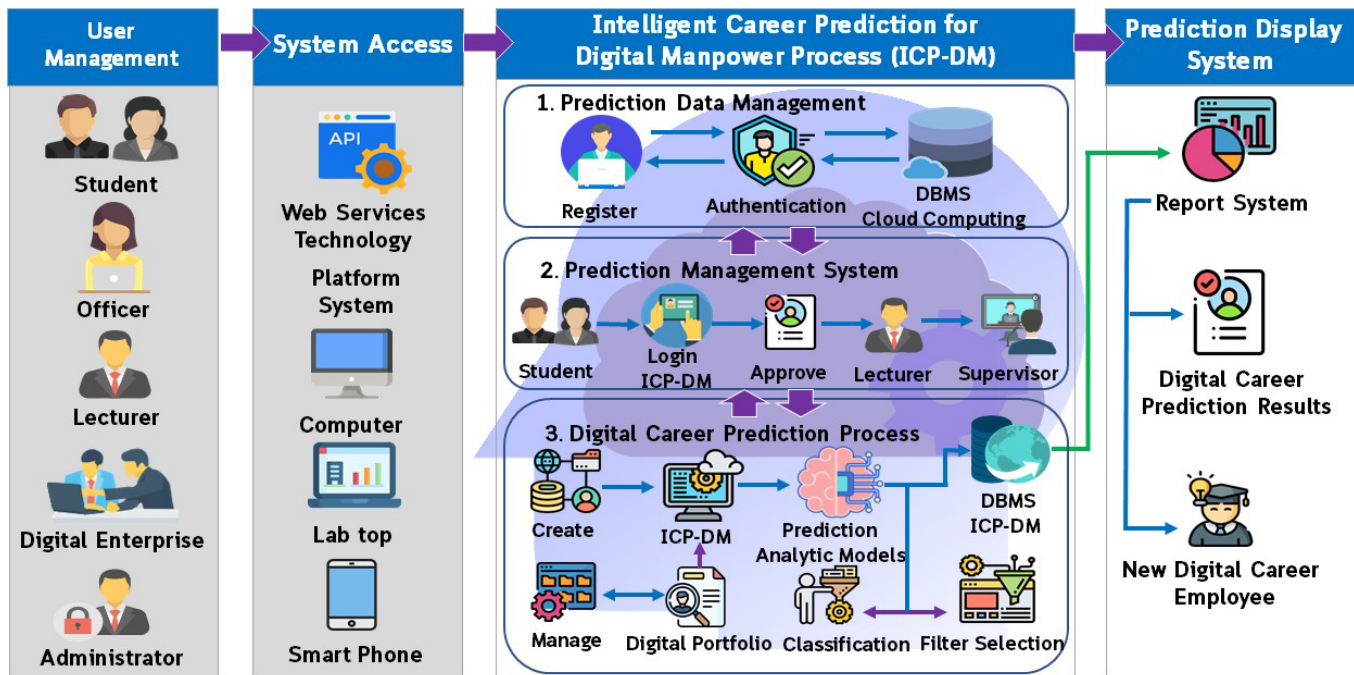 User
Management
System Access
Intelligent Career Prediction for
Digital Manpower Process (ICP-DM)
Prediction Display
System
Student
Officer
Lecturer
Digital Enterprise
Administrator
API
Web Services
Technology
Platform
System
Computer
Lab top
Smart Phone
1. Prediction Data Management
Register
Authentication
DBMS
Cloud Computing
2. Prediction Management System
Student
Login
ICP-DM
Approve
Lecturer
Supervisor
3. Digital Career Prediction Process
Create
ICP-DM
Prediction
Analytic Models
DBMS
ICP-DM
Manage
Digital Portfolio
Classification
Filter Selection
Report System
Digital Career
Prediction Results
New Digital Career
Employee